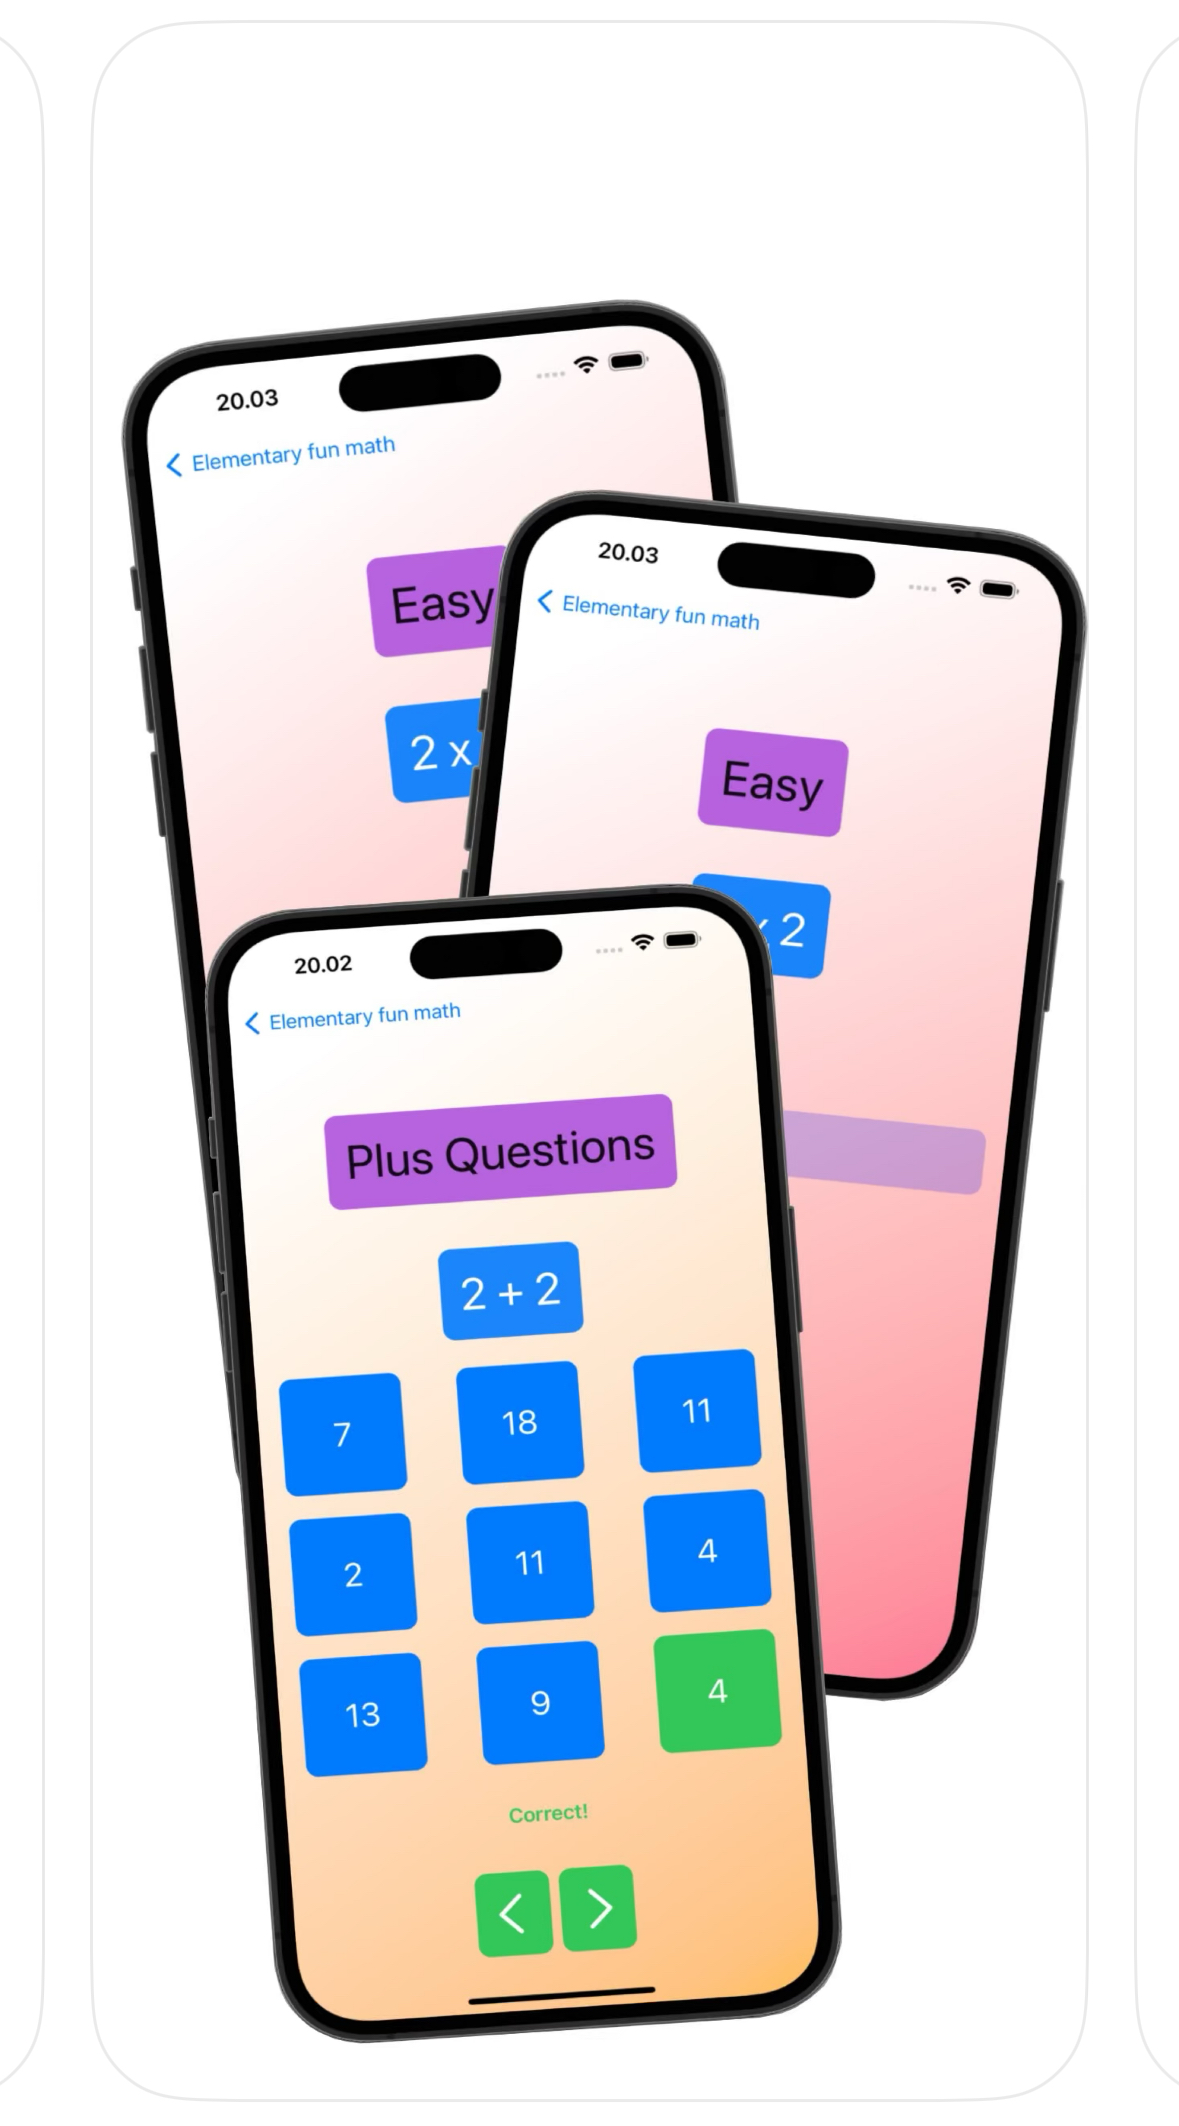 20.03
Elementary fun math
Easy
2 x
20.03
Elementary fun math
Easy
2
20.02
Elementary fun math
Plus Questions
2 + 2
7 18 11
2 11 4
13 9 4
Correct!